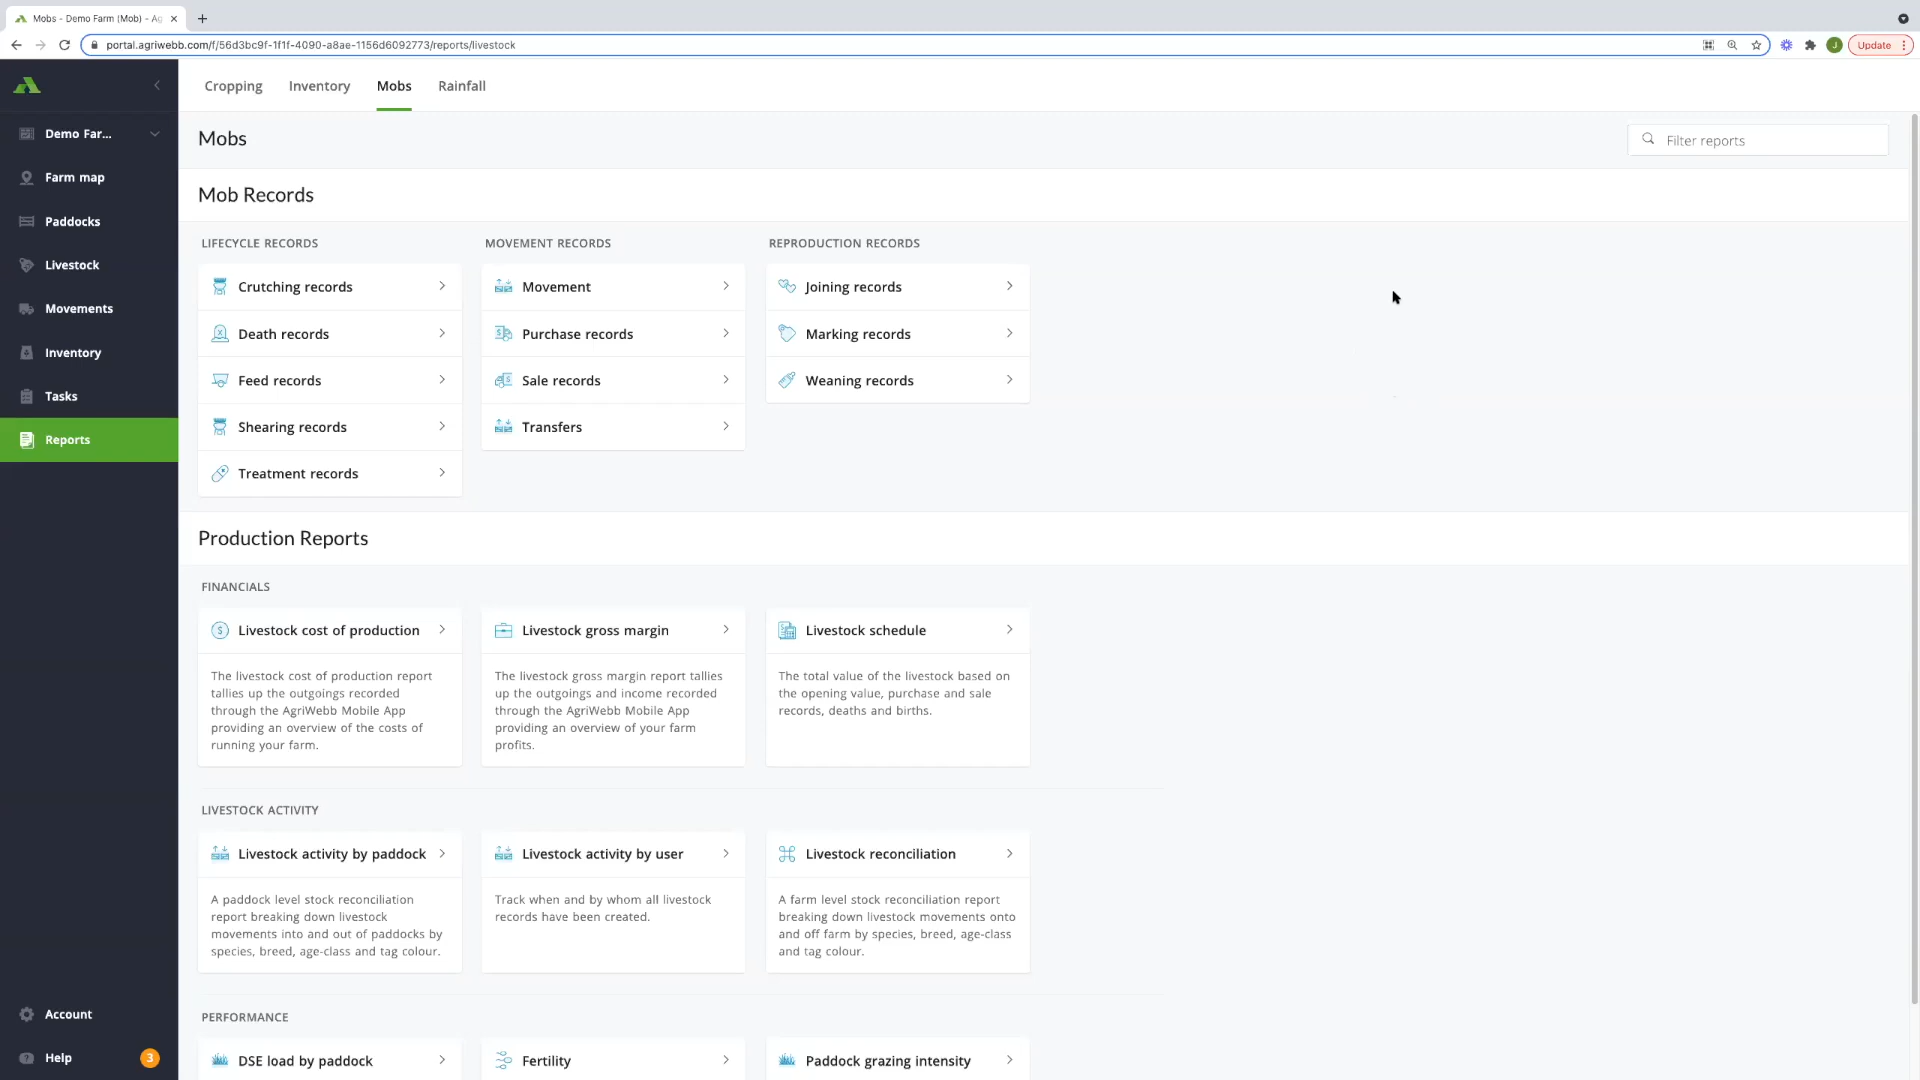 Mobs - Demo Farm (Mob) - Ag
portal.agriwebb.com/f/56d3bc9f-1f1f-4090-a8ae-1156d6092773/reports/livestock
J
Update
Cropping
Inventory
Mobs
Rainfall
Demo Far...
Farm map
Paddocks
Livestock
Movements
Inventory
Tasks
Reports
Account
Help
3
Mobs
Filter reports
Mob Records
LIFECYCLE RECORDS
Crutching records
Death records
Feed records
Shearing records
Treatment records
MOVEMENT RECORDS
Movement
Purchase records
Sale records
Transfers
REPRODUCTION RECORDS
Joining records
Marking records
Weaning records
Production Reports
FINANCIALS
Livestock cost of production
The livestock cost of production report
tallies up the outgoings recorded
through the AgriWebb Mobile App
providing an overview of the costs of
running your farm.
Livestock gross margin
The livestock gross margin report tallies
up the outgoings and income recorded
through the AgriWebb Mobile App
providing an overview of your farm
profits.
Livestock schedule
The total value of the livestock based on
the opening value, purchase and sale
records, deaths and births.
LIVESTOCK ACTIVITY
Livestock activity by paddock
A paddock level stock reconciliation
report breaking down livestock
movements into and out of paddocks by
species, breed, age-class and tag colour.
Livestock activity by user
Track when and by whom all livestock
records have been created.
Livestock reconciliation
A farm level stock reconciliation report
breaking down livestock movements onto
and off farm by species, breed, age-class
and tag colour.
PERFORMANCE
DSE load by paddock
Fertility
Paddock grazing intensity